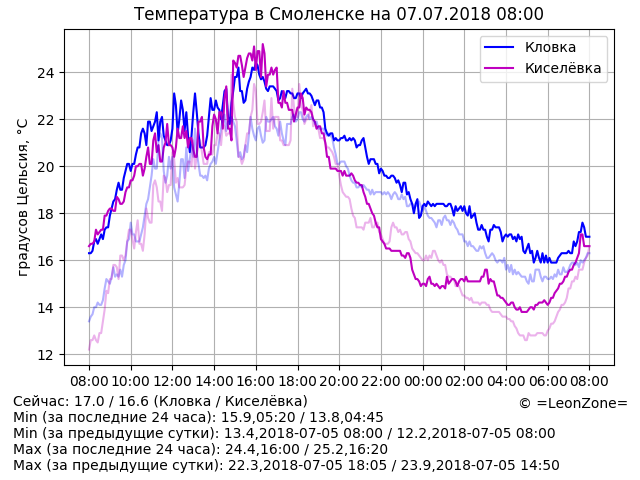 Температура в Смоленске на 07.07.2018 08:00
Кловка
Киселёвка
градусов Цельсия, °C
24
22
20
18
16
14
12
08:00 10:00 12:00 14:00 16:00 18:00 20:00 22:00 00:00 02:00 04:00 06:00 08:00
Сейчас: 17.0 / 16.6 (Кловка / Киселёвка)
© =LeonZone=
Min (за последние 24 часа): 15.9,05:20 / 13.8,04:45
Min (за предыдущие сутки): 13.4,2018-07-05 08:00 / 12.2,2018-07-05 08:00
Max (за последние 24 часа): 24.4,16:00 / 25.2,16:20
Max (за предыдущие сутки): 22.3,2018-07-05 18:05 / 23.9,2018-07-05 14:50